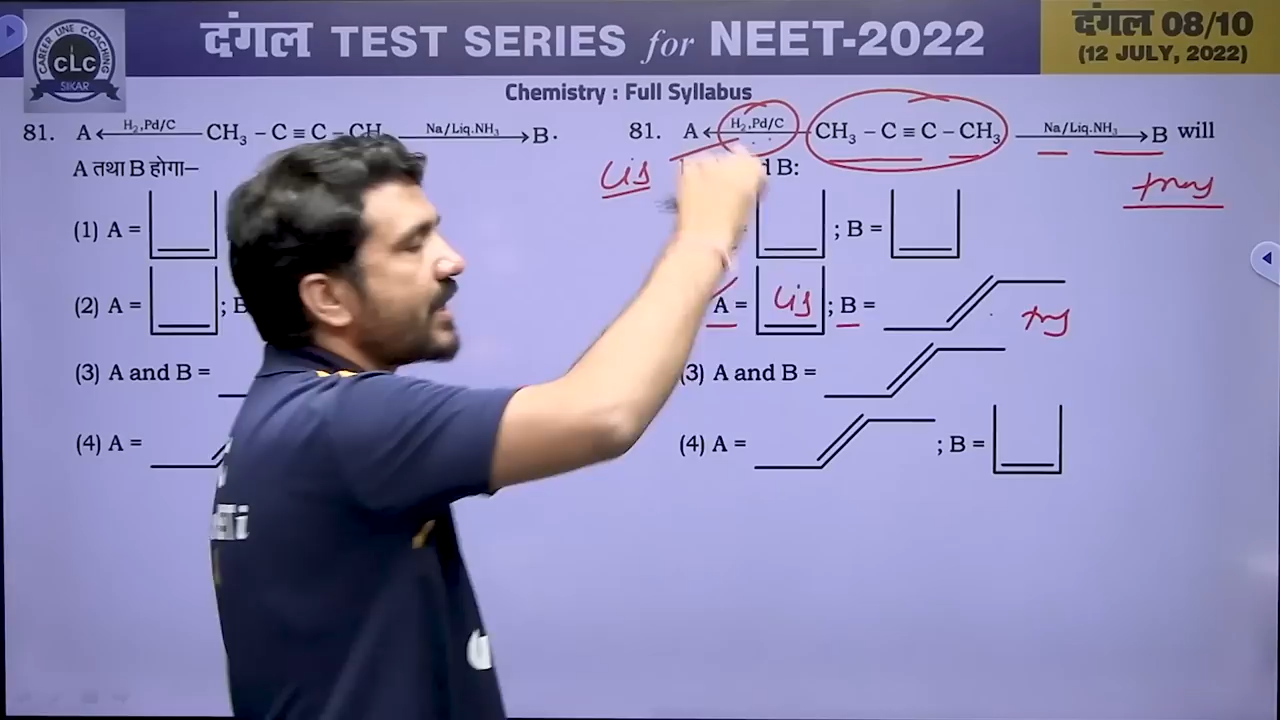 CAREER LINE COACHING
CLC
SIKAR
दंगल TEST SERIES for NEET-2022
दंगल 08/10
(12 JULY, 2022)
Chemistry : Full Syllabus
81. A ←H₂,Pd/C— CH₃ – C ≡ C – CH —Na/Liq.NH₃→ B.
A तथा B होगा–
(1) A =
(2) A = ; B
(3) A and B =
(4) A =
81. A ←H₂,Pd/C— CH₃ – C ≡ C – CH₃ —Na/Liq.NH₃→ B will
cis
B:
trans
; B =
A = cis ; B = trans
(3) A and B =
(4) A = ; B =